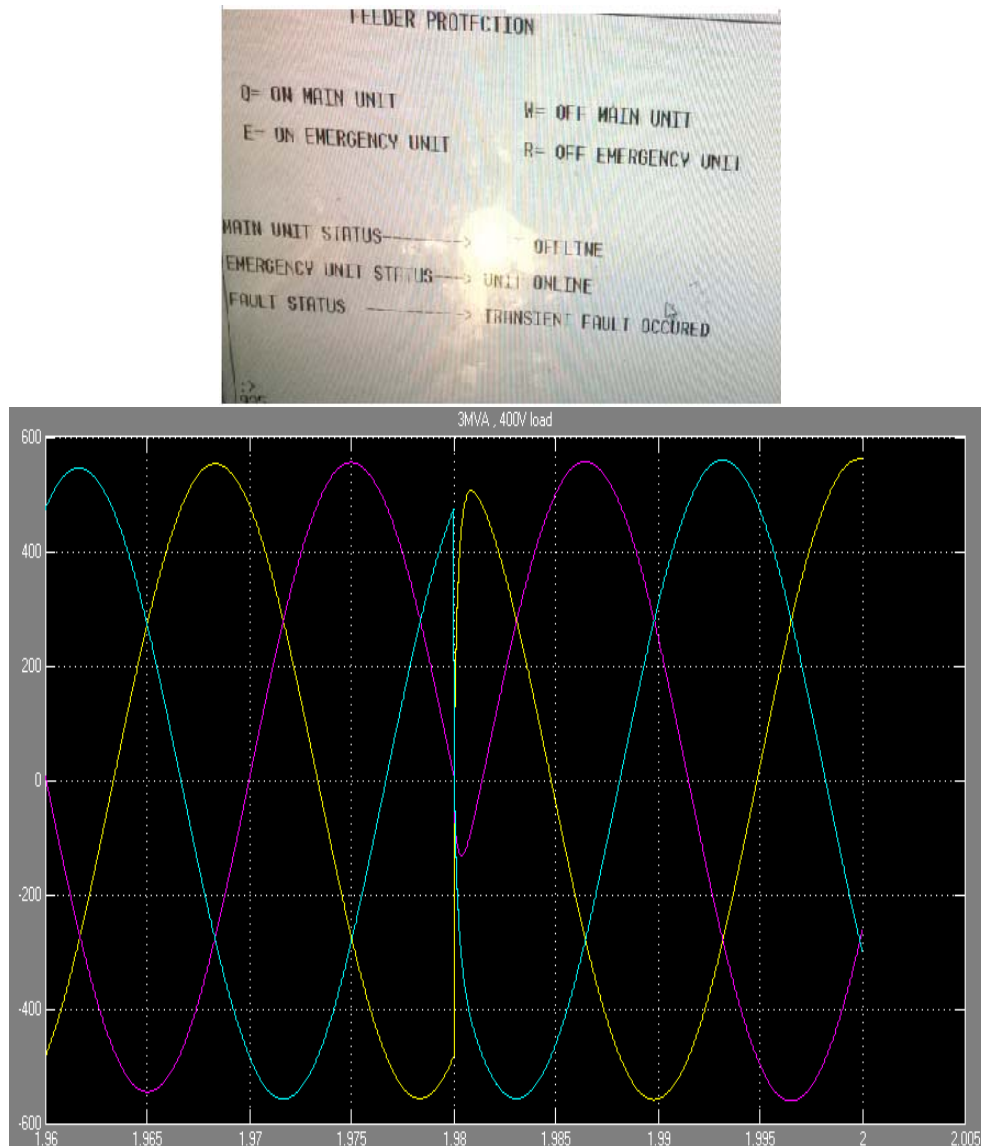 FEEDER PROTECTION
Q= ON MAIN UNIT W= OFF MAIN UNIT
E= ON EMERGENCY UNIT R= OFF EMERGENCY UNIT
MAIN UNIT STATUS----------> OFFLINE
EMERGENCY UNIT STATUS---> UNIT ONLINE
FAULT STATUS ----------> TRANSIENT FAULT OCCURED
:>
3MVA , 400V load
600
400
200
0
-200
-400
-600
1.96 1.965 1.97 1.975 1.98 1.985 1.99 1.995 2 2.005